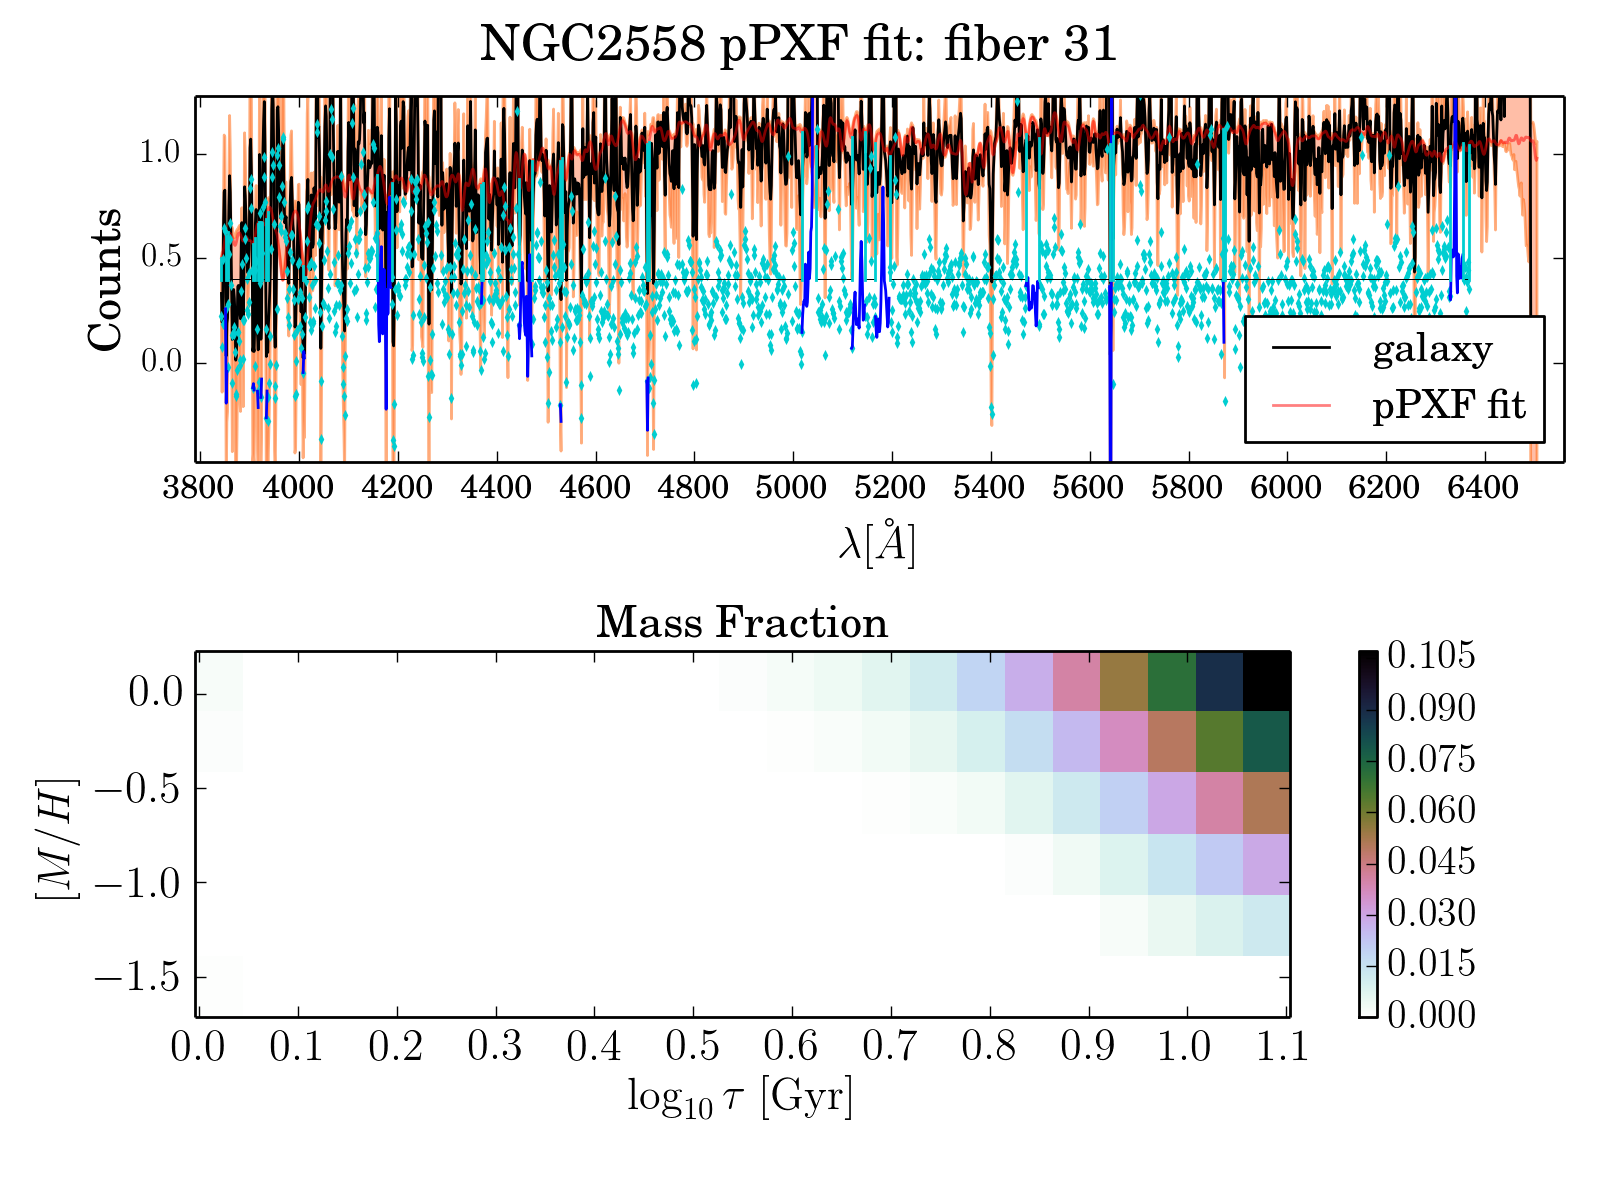 NGC2558 pPXF fit: fiber 31
Counts
1.0
0.5
0.0
galaxy
pPXF fit
3800 4000 4200 4400 4600 4800 5000 5200 5400 5600 5800 6000 6200 6400
λ[Å]
Mass Fraction
[M/H]
0.0
−0.5
−1.0
−1.5
0.0 0.1 0.2 0.3 0.4 0.5 0.6 0.7 0.8 0.9 1.0 1.1
log₁₀ τ [Gyr]
0.105
0.090
0.075
0.060
0.045
0.030
0.015
0.000